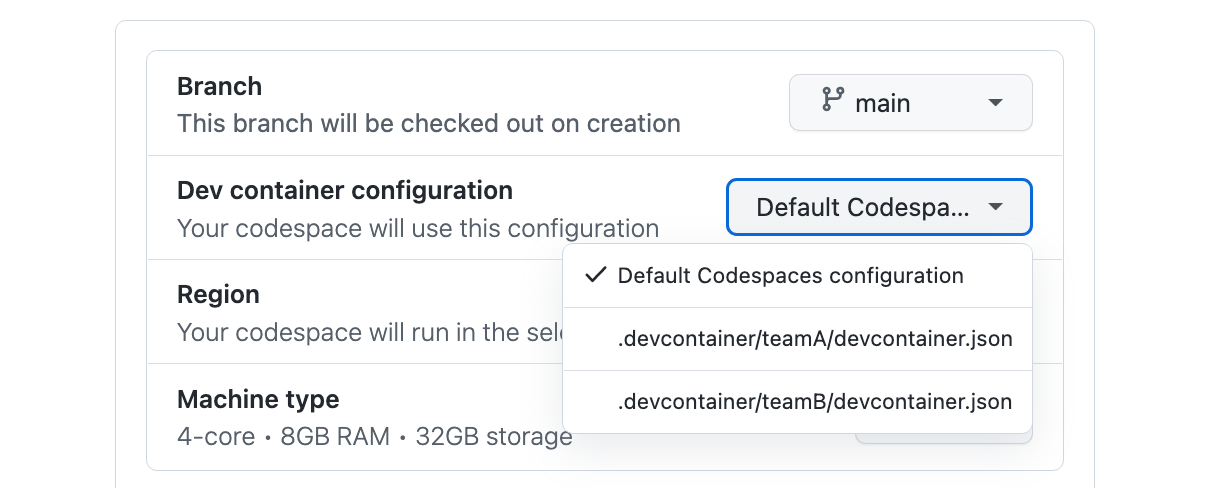 Branch
This branch will be checked out on creation
main
Dev container configuration
Your codespace will use this configuration
Default Codespa...
Default Codespaces configuration
.devcontainer/teamA/devcontainer.json
.devcontainer/teamB/devcontainer.json
Region
Your codespace will run in the
Machine type
4-core • 8GB RAM • 32GB storage